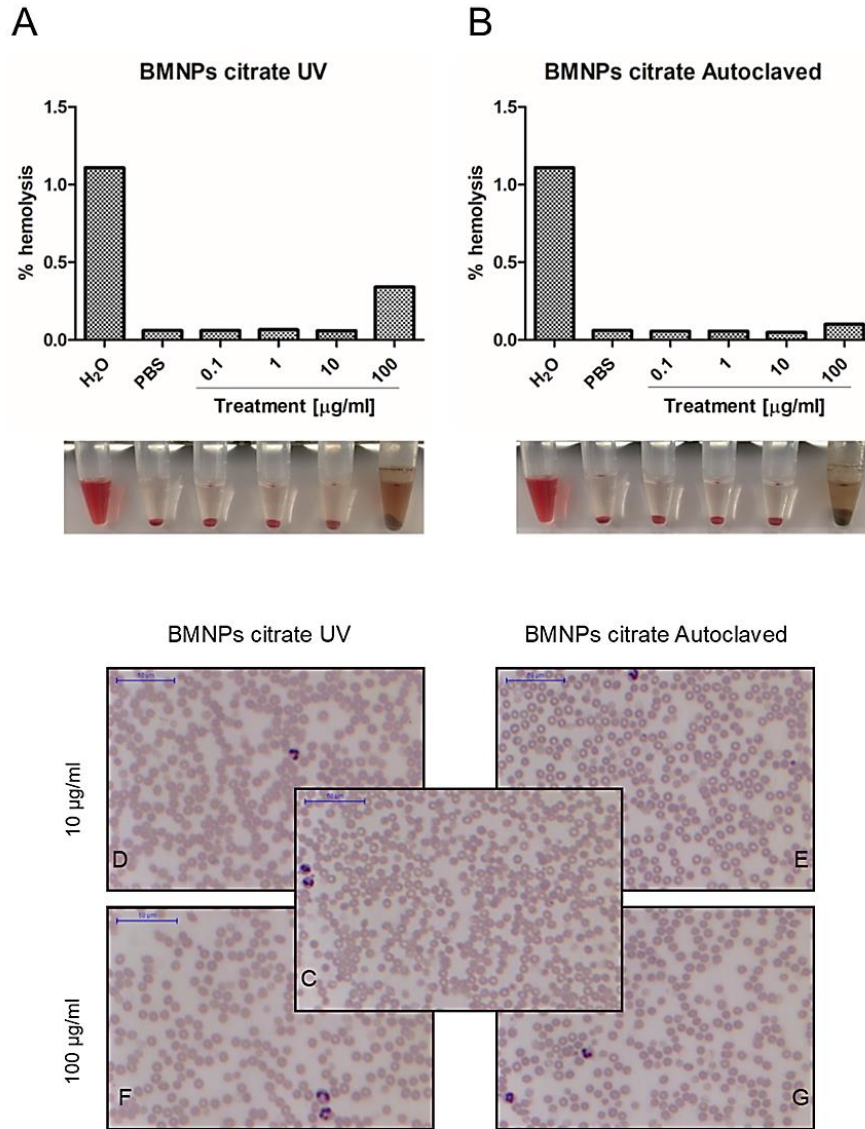 A
B
BMNPs citrate UV
BMNPs citrate Autoclaved
% hemolysis
1.5
1.0
0.5
0.0
H₂O
PBS
0.1
1
10
100
Treatment [μg/ml]
% hemolysis
1.5
1.0
0.5
0.0
H₂O
PBS
0.1
1
10
100
Treatment [μg/ml]
BMNPs citrate UV
BMNPs citrate Autoclaved
10 µg/ml
100 µg/ml
D
E
C
F
G